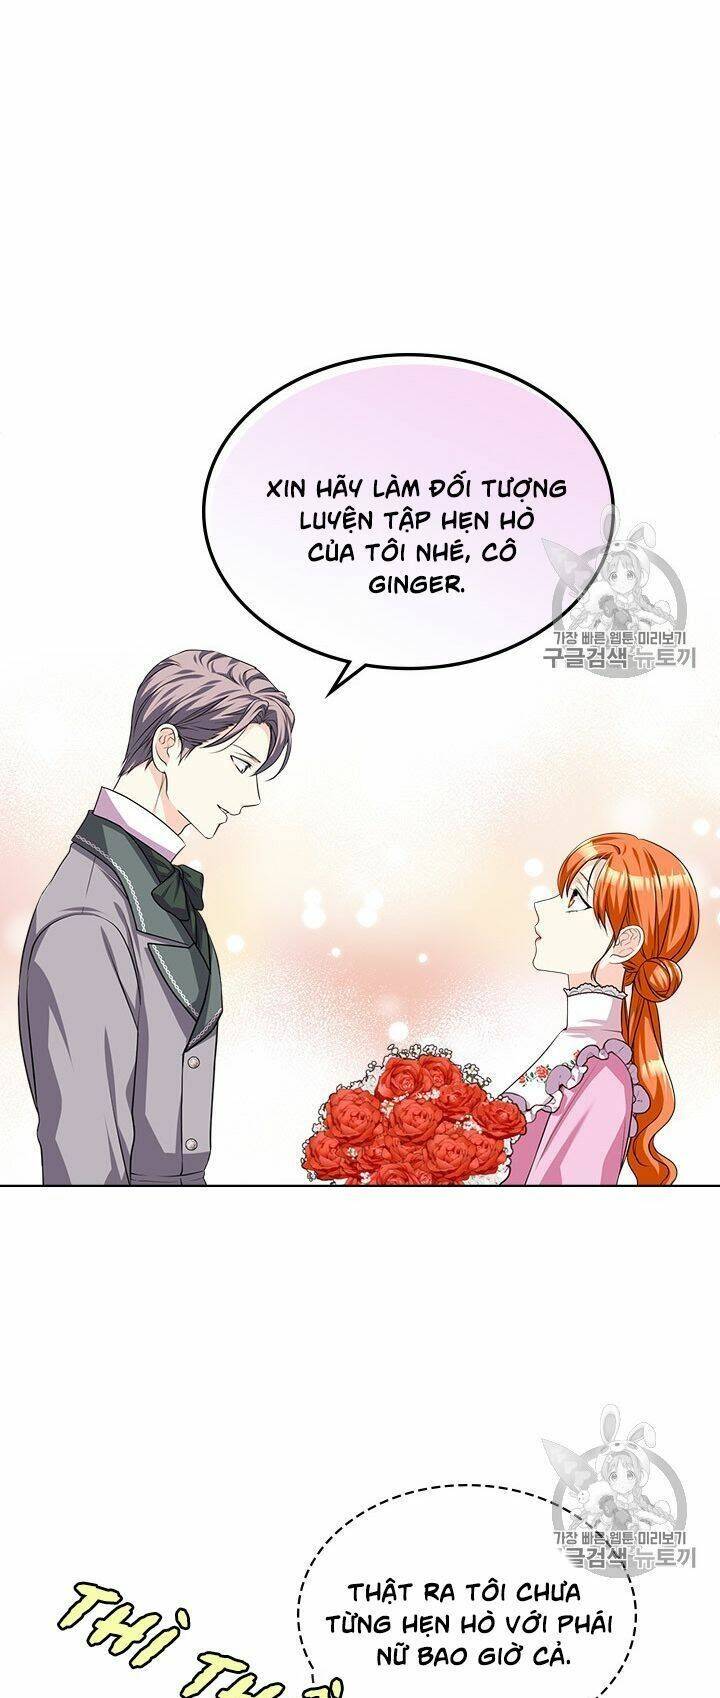 XIN HÃY LÀM ĐỐI TƯỢNG
LUYỆN TẬP HẸN HÒ
CỦA TÔI NHÉ, CÔ
GINGER.
가장 빠른 웹툰 미리보기
구글검색 뉴토끼
가장 빠른 웹툰 미리보기
구글검색 뉴토끼
THẬT RA TÔI CHƯA
TỪNG HẸN HÒ VỚI PHÁI
NỮ BAO GIỜ CẢ.
THÌ